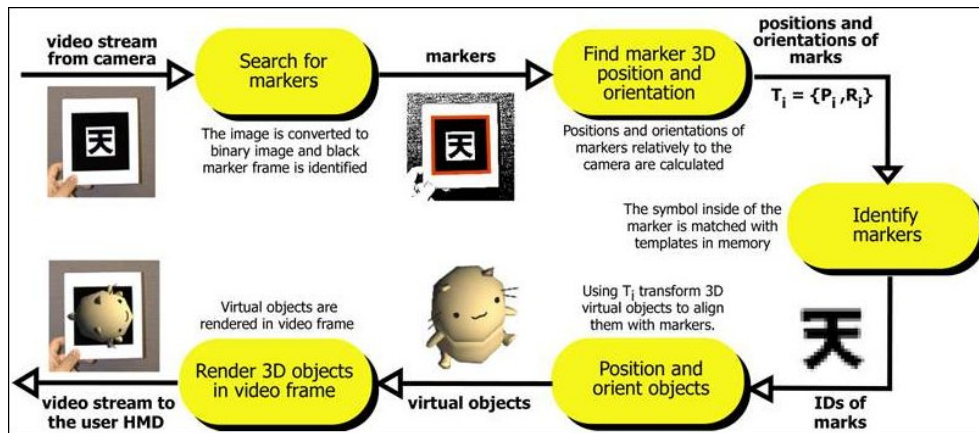 video stream
from camera
Search for
markers
The image is converted to
binary image and black
marker frame is identified
天
markers
天
Find marker 3D
position and
orientation
Positions and orientations of
markers relatively to the
camera are calculated
positions and
orientations of
marks
Ti = {Pi ,Ri}
The symbol inside of the
marker is matched with
templates in memory
Identify
markers
天
IDs of
marks
Using Ti transform 3D
virtual objects to align
them with markers.
Position and
orient objects
virtual objects
Virtual objects are
rendered in video frame
Render 3D objects
in video frame
video stream to
the user HMD